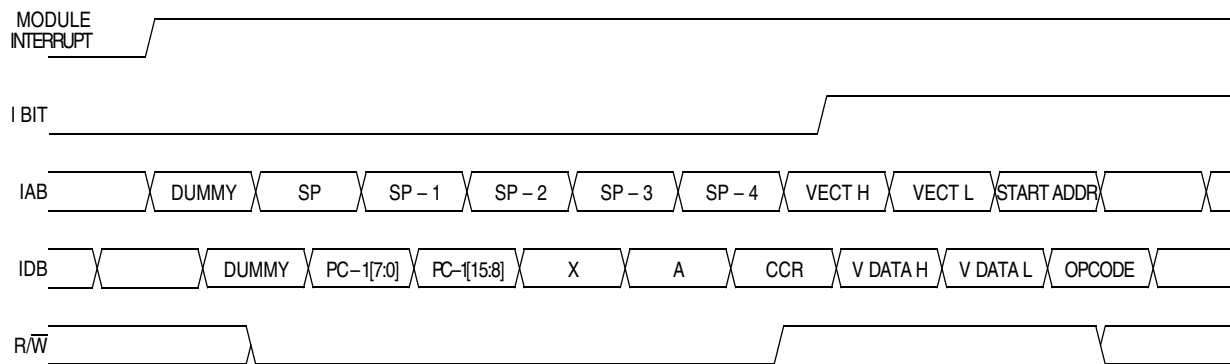 MODULE
INTERRUPT
I BIT
IAB DUMMY SP SP – 1 SP – 2 SP – 3 SP – 4 VECT H VECT L START ADDR
IDB DUMMY PC–1[7:0] PC–1[15:8] X A CCR V DATA H V DATA L OPCODE
R/W̅